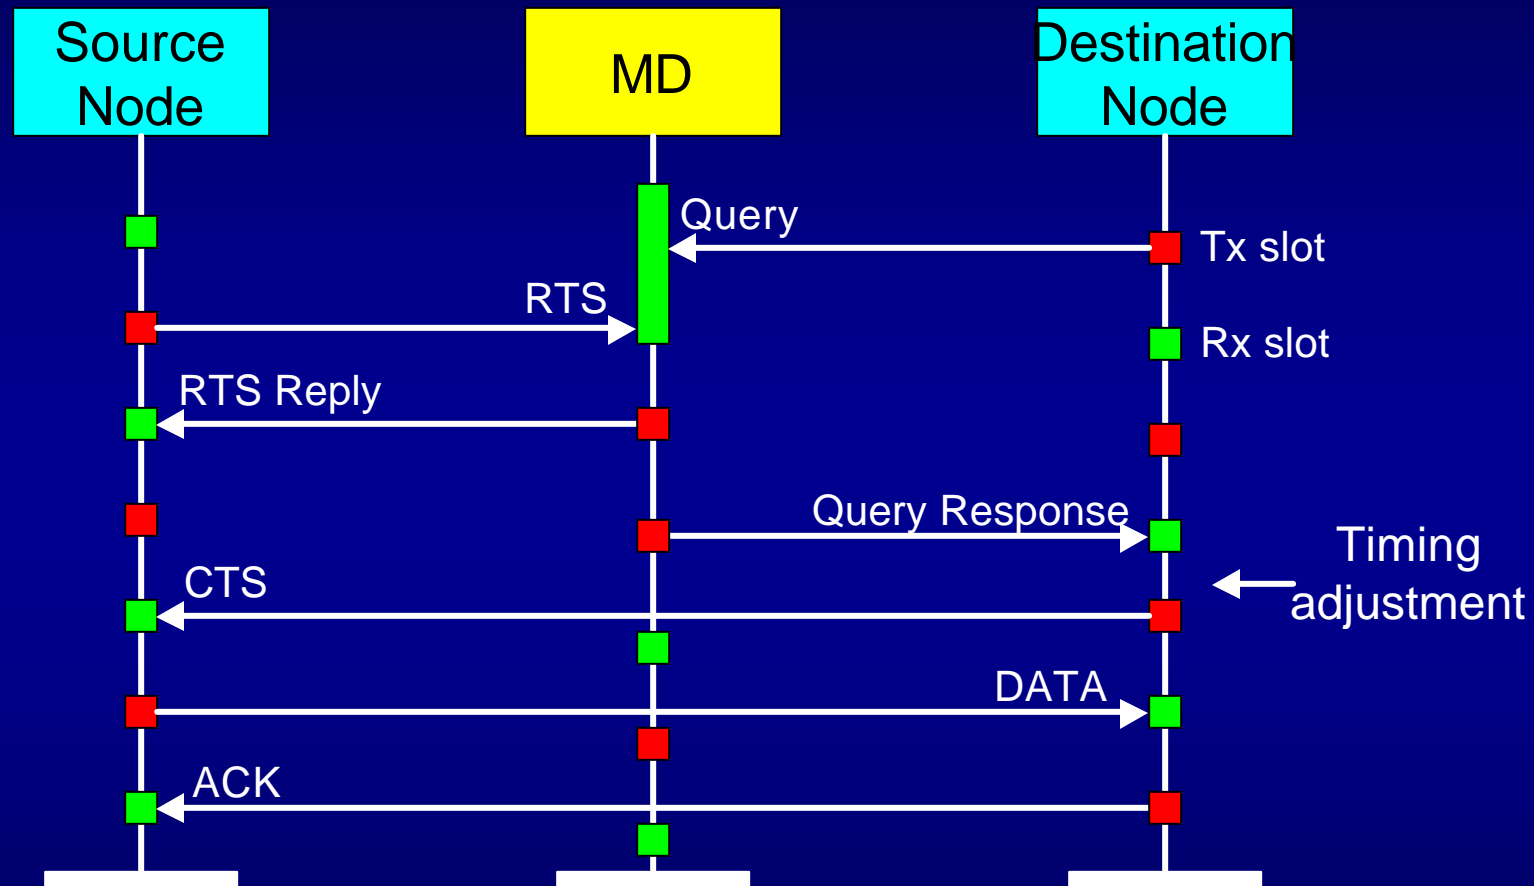 Source
Node
MD
Destination
Node
Query
Tx slot
RTS
Rx slot
RTS Reply
Query Response
Timing
adjustment
CTS
DATA
ACK